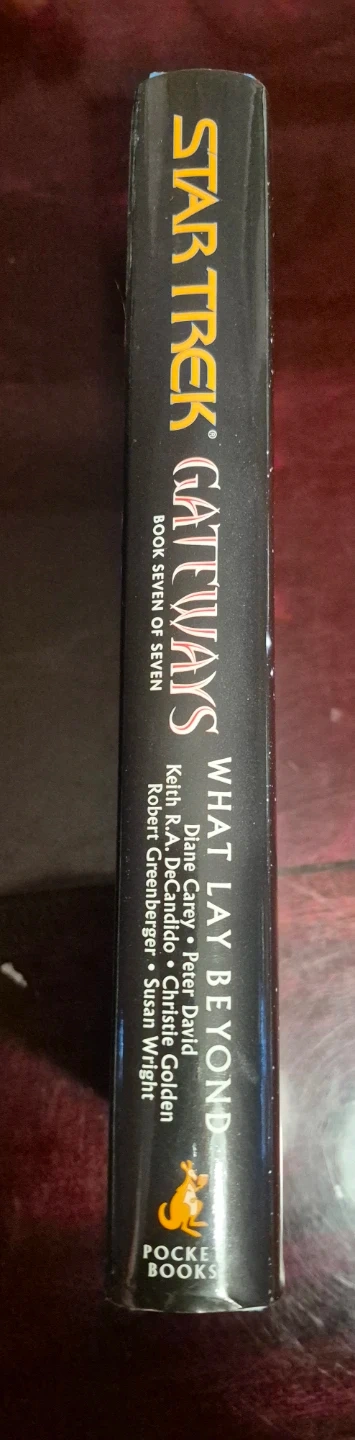 STAR TREK®
GATEWAYS
BOOK SEVEN OF SEVEN
WHAT LAY BEYOND
Diane Carey • Peter David
Keith R.A. DeCandido • Christie Golden
Robert Greenberger • Susan Wright
POCKE
BOOKS